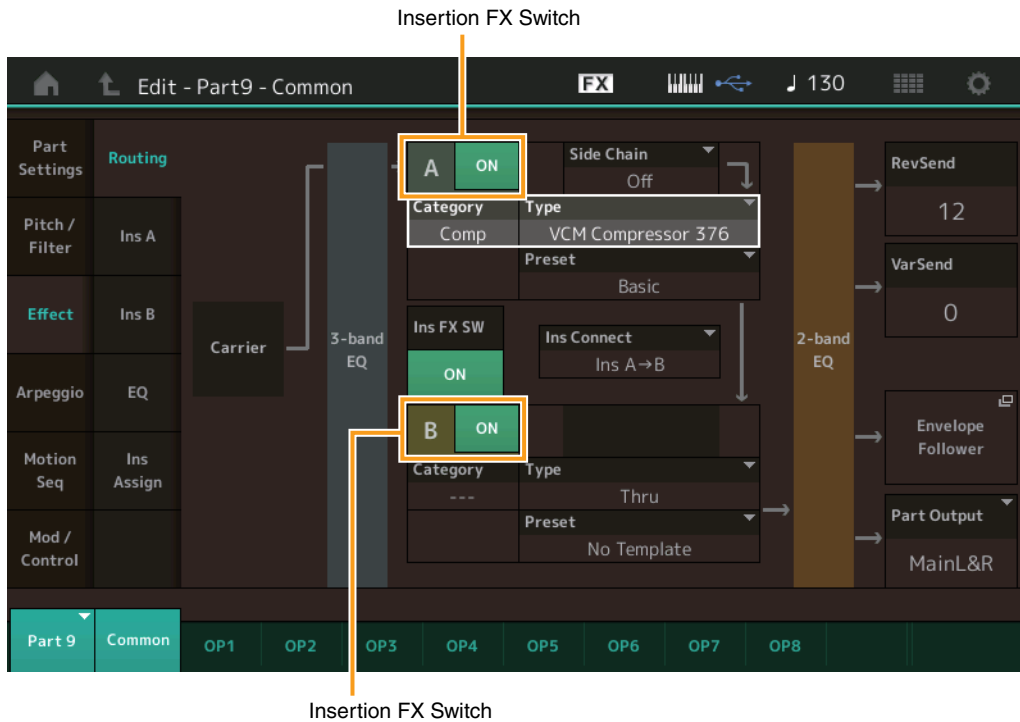 Insertion FX Switch
Edit - Part9 - Common
FX
♩ 130
Part
Settings
Routing
Pitch /
Filter
Ins A
Effect
Ins B
Arpeggio
EQ
Motion
Seq
Ins
Assign
Mod /
Control
Carrier
3-band
EQ
A ON
Side Chain
Off
Category
Comp
Type
VCM Compressor 376
Preset
Basic
Ins FX SW
ON
Ins Connect
Ins A→B
B ON
Category
---
Type
Thru
Preset
No Template
2-band
EQ
RevSend
12
VarSend
0
Envelope
Follower
Part Output
MainL&R
Part 9 Common OP1 OP2 OP3 OP4 OP5 OP6 OP7 OP8
Insertion FX Switch